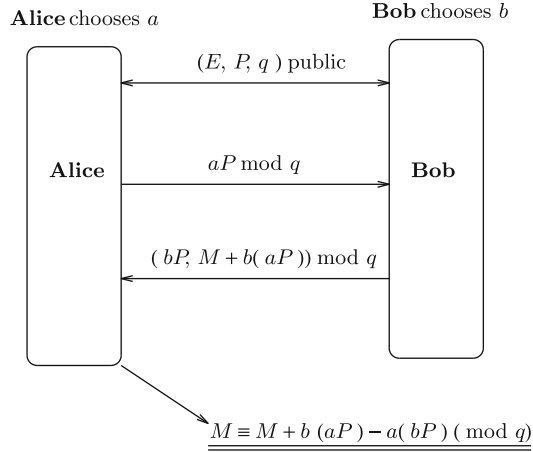 Alice chooses a
Bob chooses b
(E, P, q ) public
Alice
aP mod q
Bob
( bP, M + b( aP )) mod q
M ≡ M + b (aP ) − a( bP ) ( mod q)